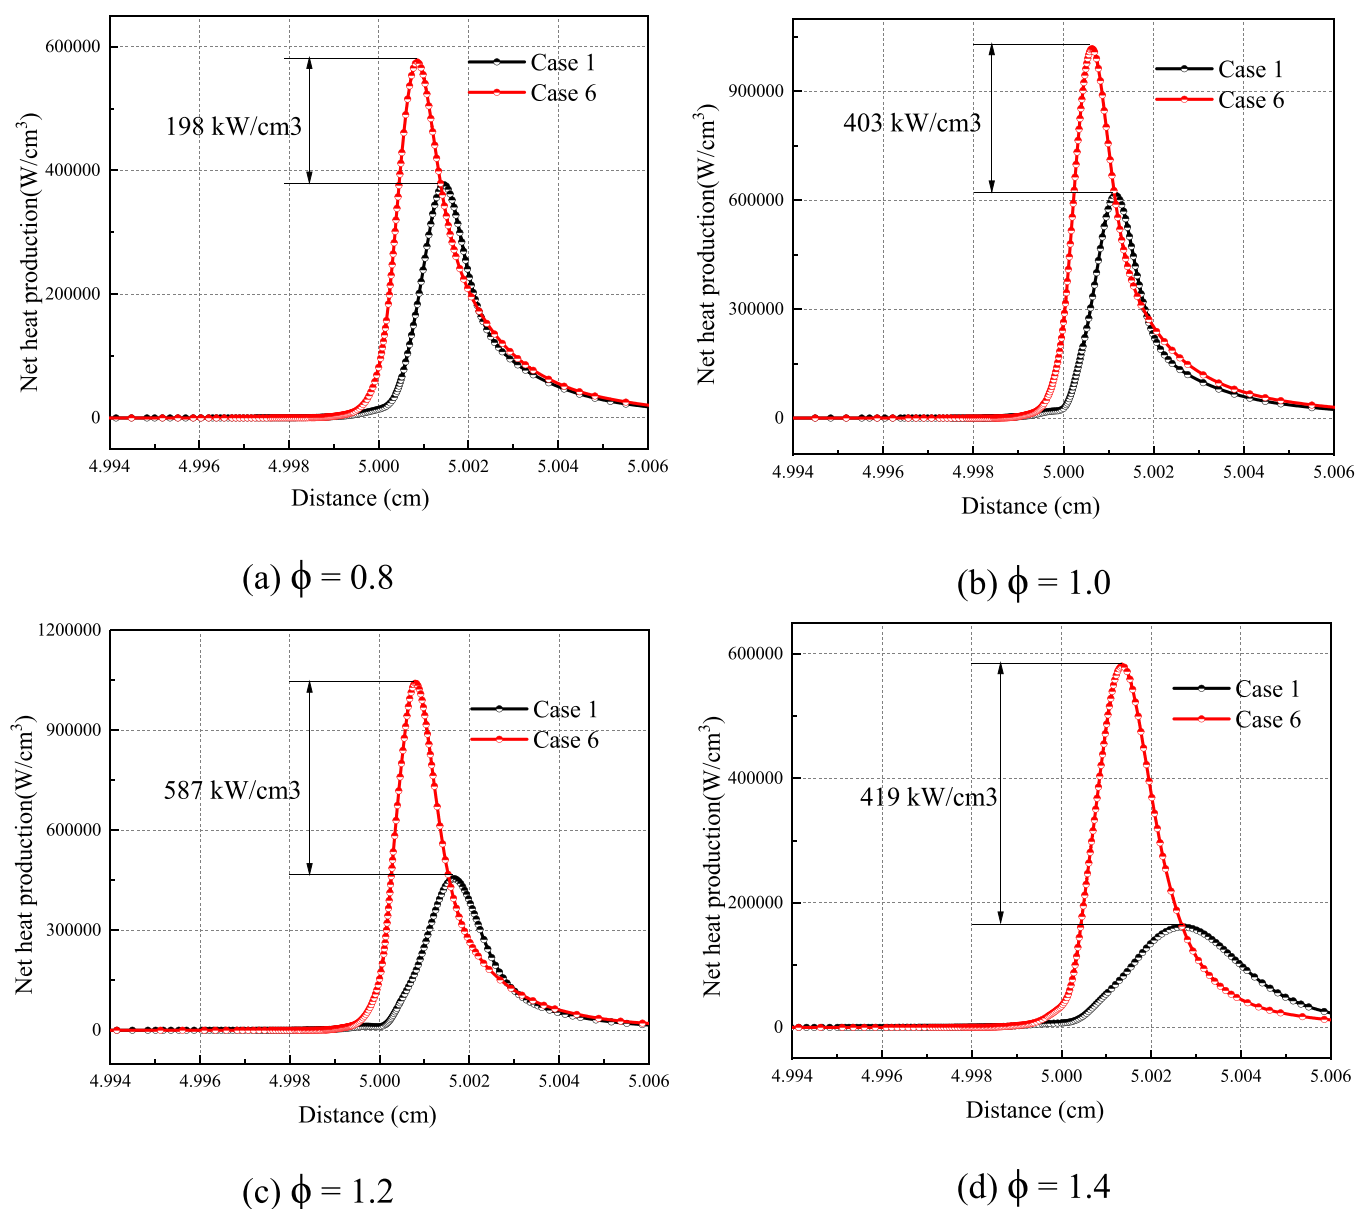 600000
400000
200000
0
Net heat production(W/cm³)
Case 1
Case 6
198 kW/cm3
4.994 4.996 4.998 5.000 5.002 5.004 5.006
Distance (cm)
(a) ϕ = 0.8
900000
600000
300000
0
Net heat production(W/cm³)
Case 1
Case 6
403 kW/cm3
4.994 4.996 4.998 5.000 5.002 5.004 5.006
Distance (cm)
(b) ϕ = 1.0
1200000
900000
600000
300000
0
Net heat production(W/cm³)
Case 1
Case 6
587 kW/cm3
4.994 4.996 4.998 5.000 5.002 5.004 5.006
Distance (cm)
(c) ϕ = 1.2
600000
400000
200000
0
Net heat production(W/cm³)
Case 1
Case 6
419 kW/cm3
4.994 4.996 4.998 5.000 5.002 5.004 5.006
Distance (cm)
(d) ϕ = 1.4